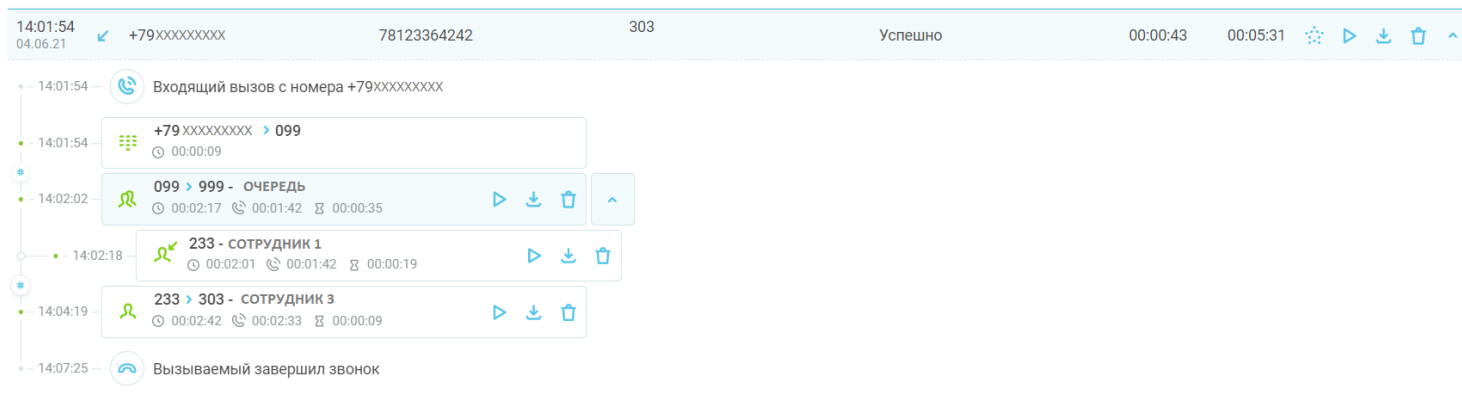 14:01:54 +79XXXXXXXXX 78123364242 303 Успешно 00:00:43 00:05:31
04.06.21
14:01:54 Входящий вызов с номера +79XXXXXXXXX
+79XXXXXXXXX > 099
14:01:54
00:00:09
#
099 > 999 - ОЧЕРЕДЬ
14:02:02
00:02:17 00:01:42 00:00:35
233 - СОТРУДНИК 1
14:02:18
00:02:01 00:01:42 00:00:19
#
233 > 303 - СОТРУДНИК 3
14:04:19
00:02:42 00:02:33 00:00:09
14:07:25 Вызываемый завершил звонок